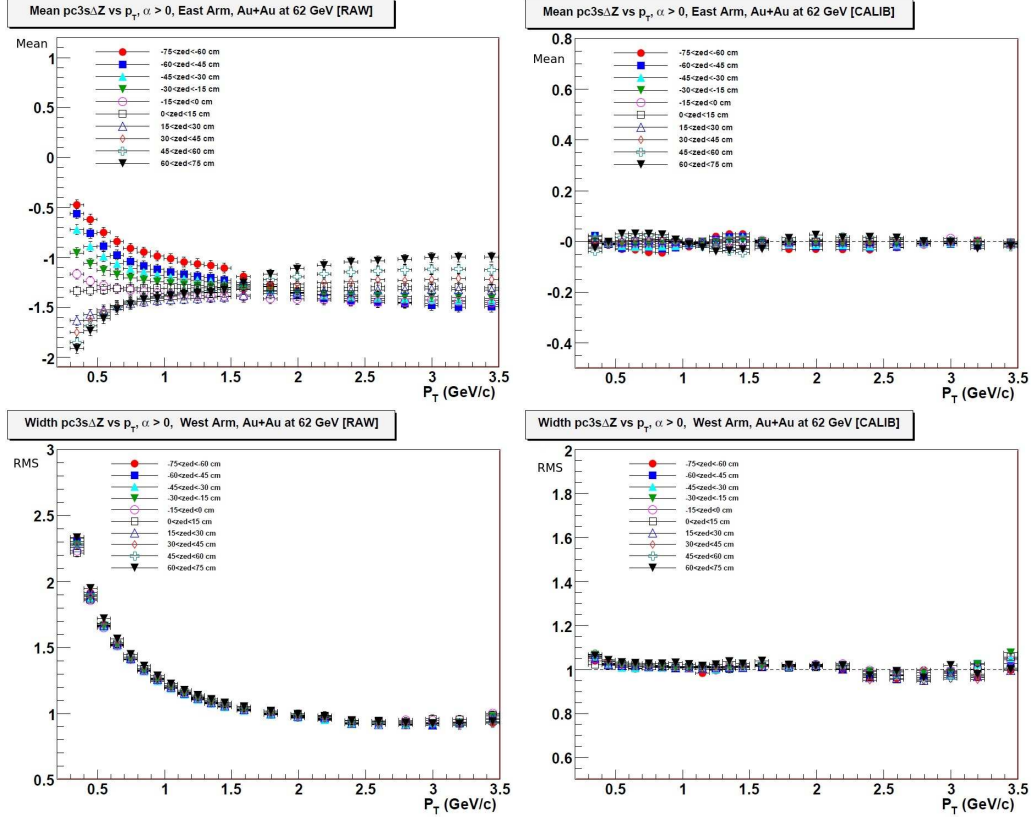 Mean pc3sΔZ vs pT, α > 0, East Arm, Au+Au at 62 GeV [RAW]
Mean
1
0.5
0
-0.5
-1
-1.5
-2
-75<zed<-60 cm
-60<zed<-45 cm
-45<zed<-30 cm
-30<zed<-15 cm
-15<zed<0 cm
0<zed<15 cm
15<zed<30 cm
30<zed<45 cm
45<zed<60 cm
60<zed<75 cm
0.5 1 1.5 2 2.5 3 3.5
PT (GeV/c)
Mean pc3sΔZ vs pT, α > 0, East Arm, Au+Au at 62 GeV [CALIB]
Mean
0.8
0.6
0.4
0.2
-0
-0.2
-0.4
-75<zed<-60 cm
-60<zed<-45 cm
-45<zed<-30 cm
-30<zed<-15 cm
-15<zed<0 cm
0<zed<15 cm
15<zed<30 cm
30<zed<45 cm
45<zed<60 cm
60<zed<75 cm
0.5 1 1.5 2 2.5 3 3.5
PT (GeV/c)
Width pc3sΔZ vs pT, α > 0, West Arm, Au+Au at 62 GeV [RAW]
RMS
3
2.5
2
1.5
1
0.5
-75<zed<-60 cm
-60<zed<-45 cm
-45<zed<-30 cm
-30<zed<-15 cm
-15<zed<0 cm
0<zed<15 cm
15<zed<30 cm
30<zed<45 cm
45<zed<60 cm
60<zed<75 cm
0.5 1 1.5 2 2.5 3 3.5
PT (GeV/c)
Width pc3sΔZ vs pT, α > 0, West Arm, Au+Au at 62 GeV [CALIB]
RMS
2
1.8
1.6
1.4
1.2
1
0.8
0.6
-75<zed<-60 cm
-60<zed<-45 cm
-45<zed<-30 cm
-30<zed<-15 cm
-15<zed<0 cm
0<zed<15 cm
15<zed<30 cm
30<zed<45 cm
45<zed<60 cm
60<zed<75 cm
0.5 1 1.5 2 2.5 3 3.5
PT (GeV/c)